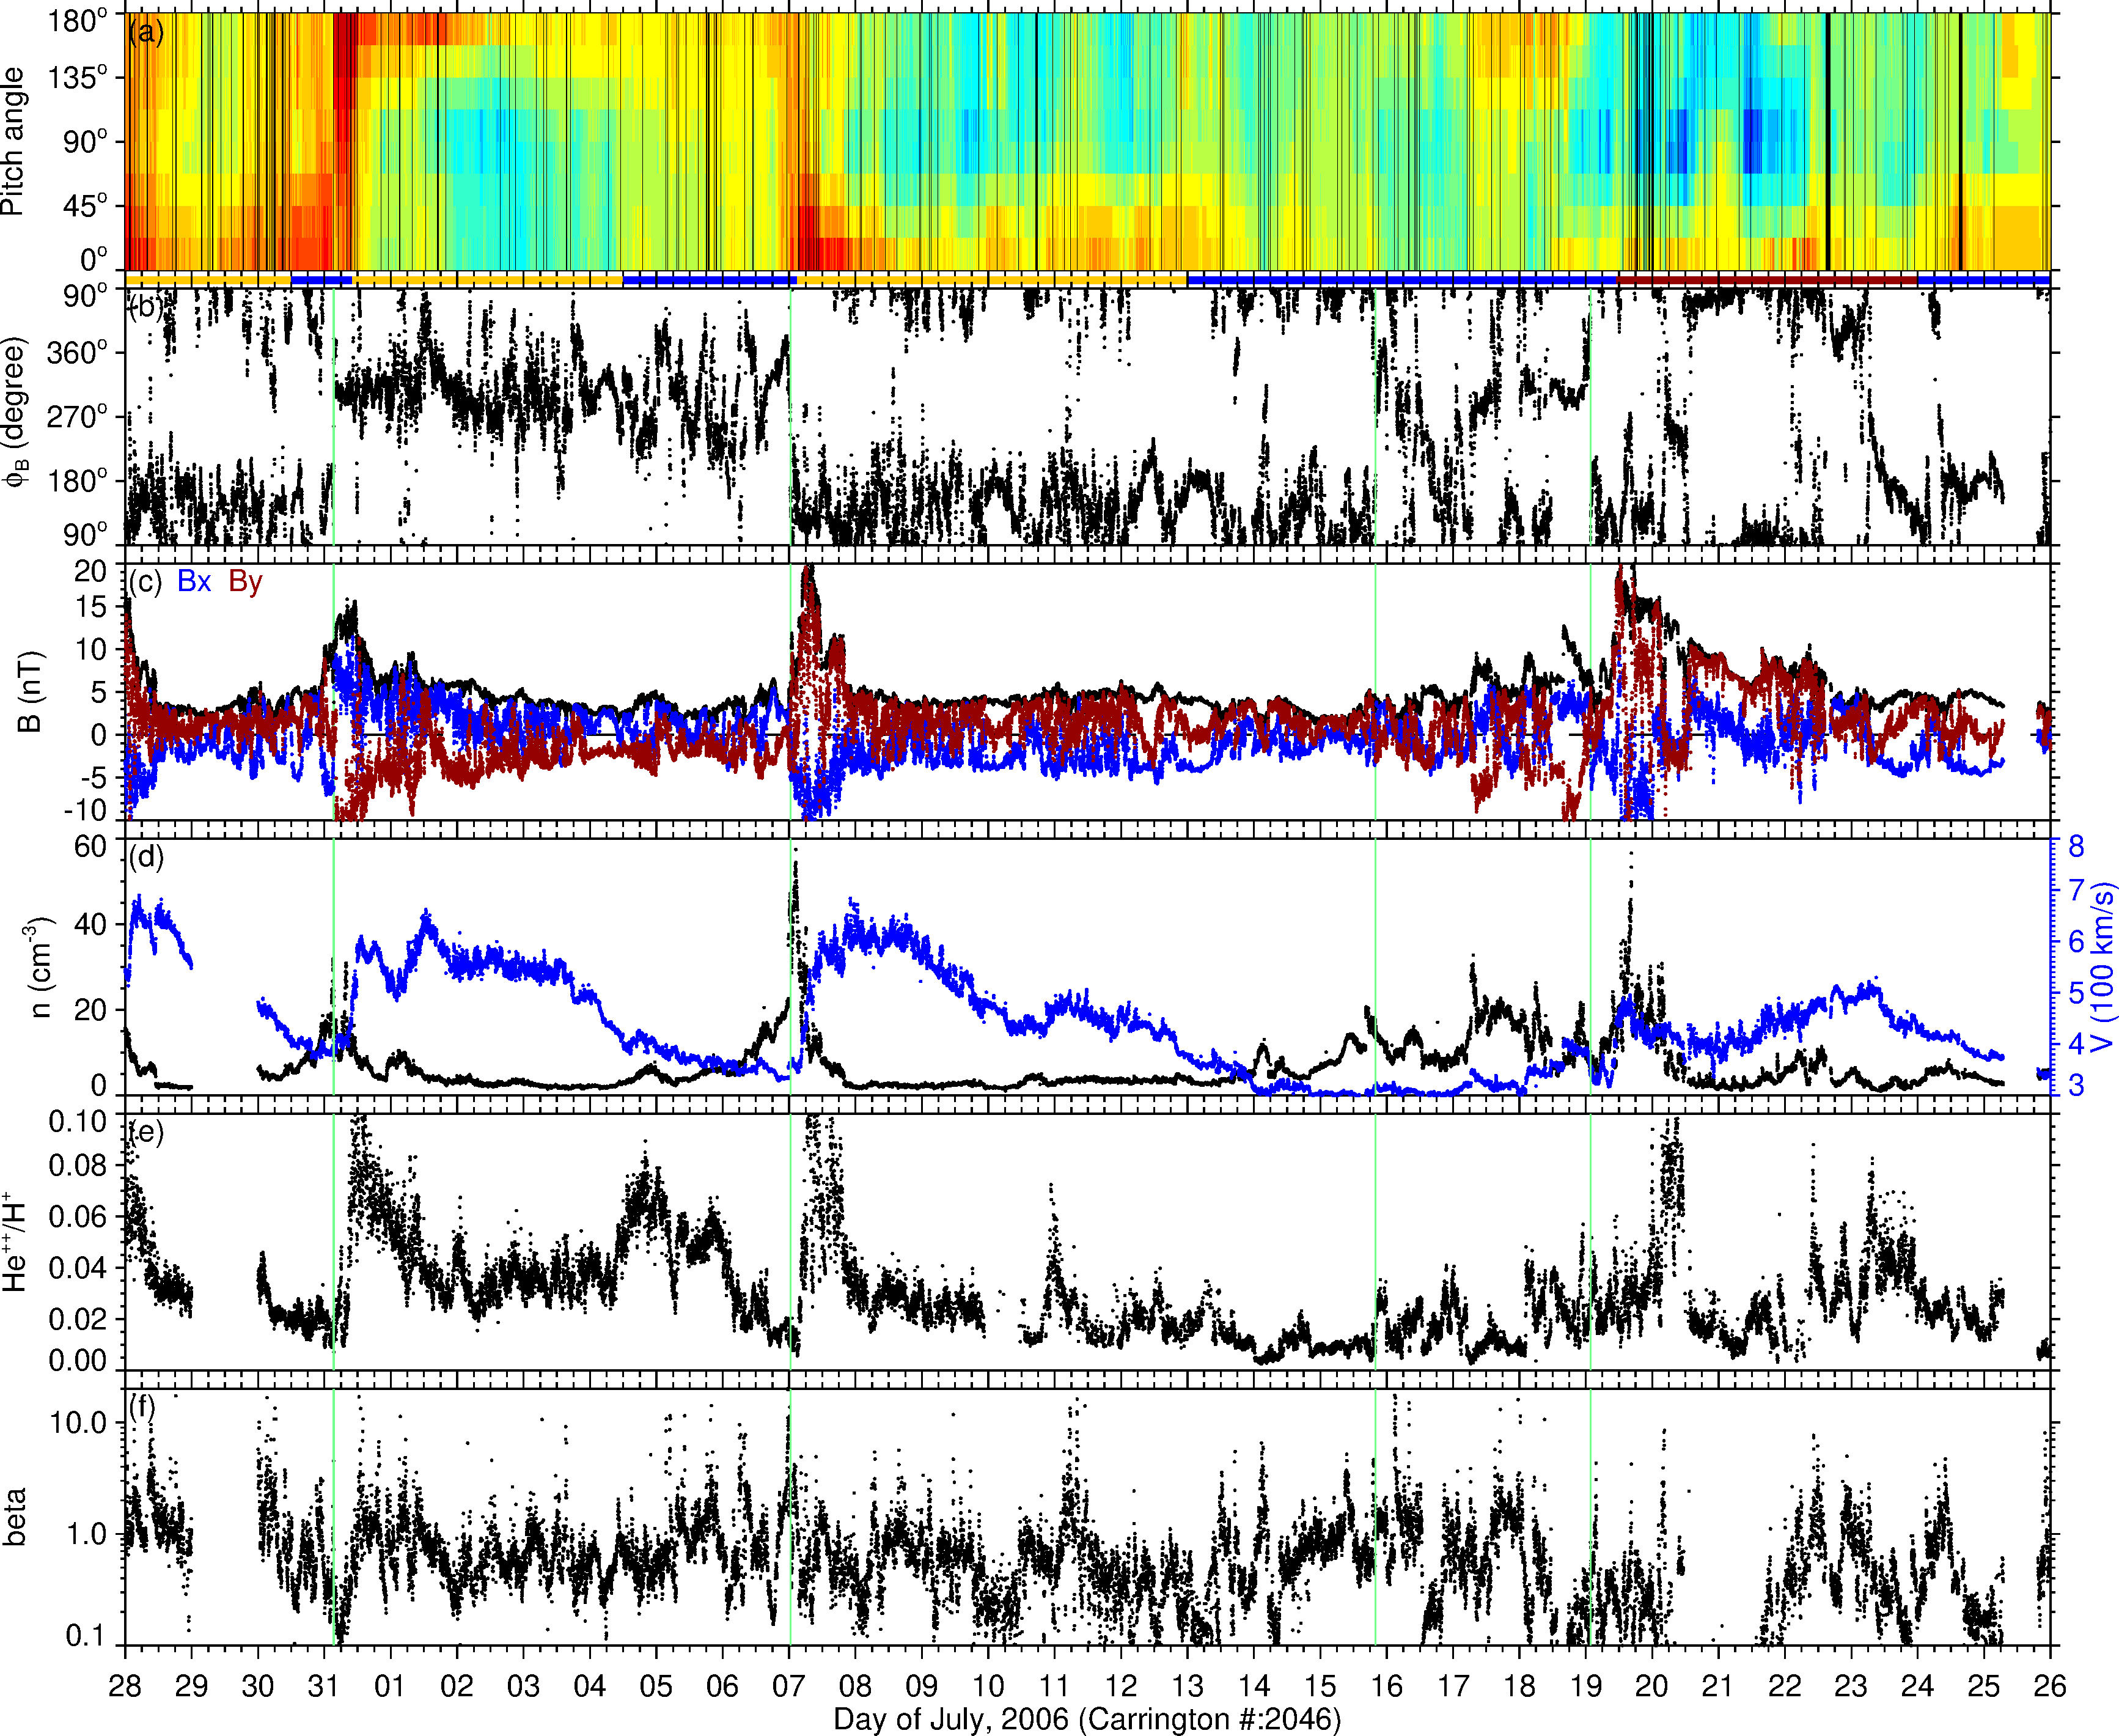 (a)
Pitch angle
180°
135°
90°
45°
0°
(b)
ϕB (degree)
90°
360°
270°
180°
90°
(c) Bx By
B (nT)
20
15
10
5
0
-5
-10
(d)
n (cm-3)
60
40
20
0
V (100 km/s)
8
7
6
5
4
3
(e)
He++/H+
0.10
0.08
0.06
0.04
0.02
0.00
(f)
beta
10.0
1.0
0.1
28 29 30 31 01 02 03 04 05 06 07 08 09 10 11 12 13 14 15 16 17 18 19 20 21 22 23 24 25 26
Day of July, 2006 (Carrington #:2046)